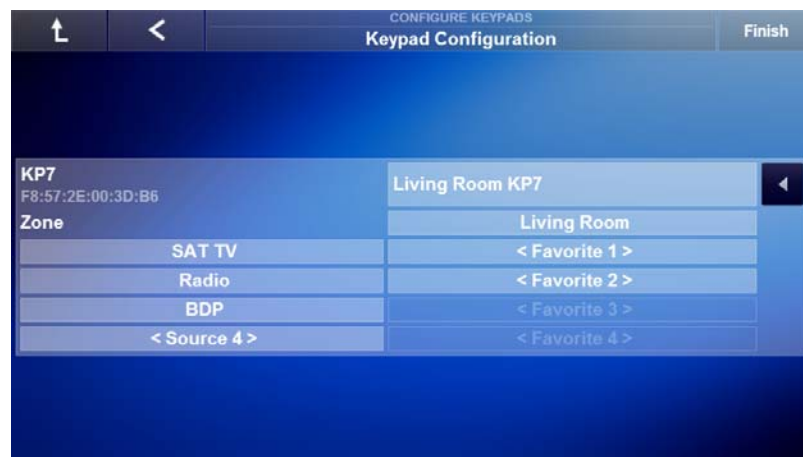 CONFIGURE KEYPADS
Keypad Configuration
Finish
KP7
F8:57:2E:00:3D:B6
Living Room KP7
Zone
Living Room
SAT TV
< Favorite 1 >
Radio
< Favorite 2 >
BDP
< Favorite 3 >
< Source 4 >
< Favorite 4 >